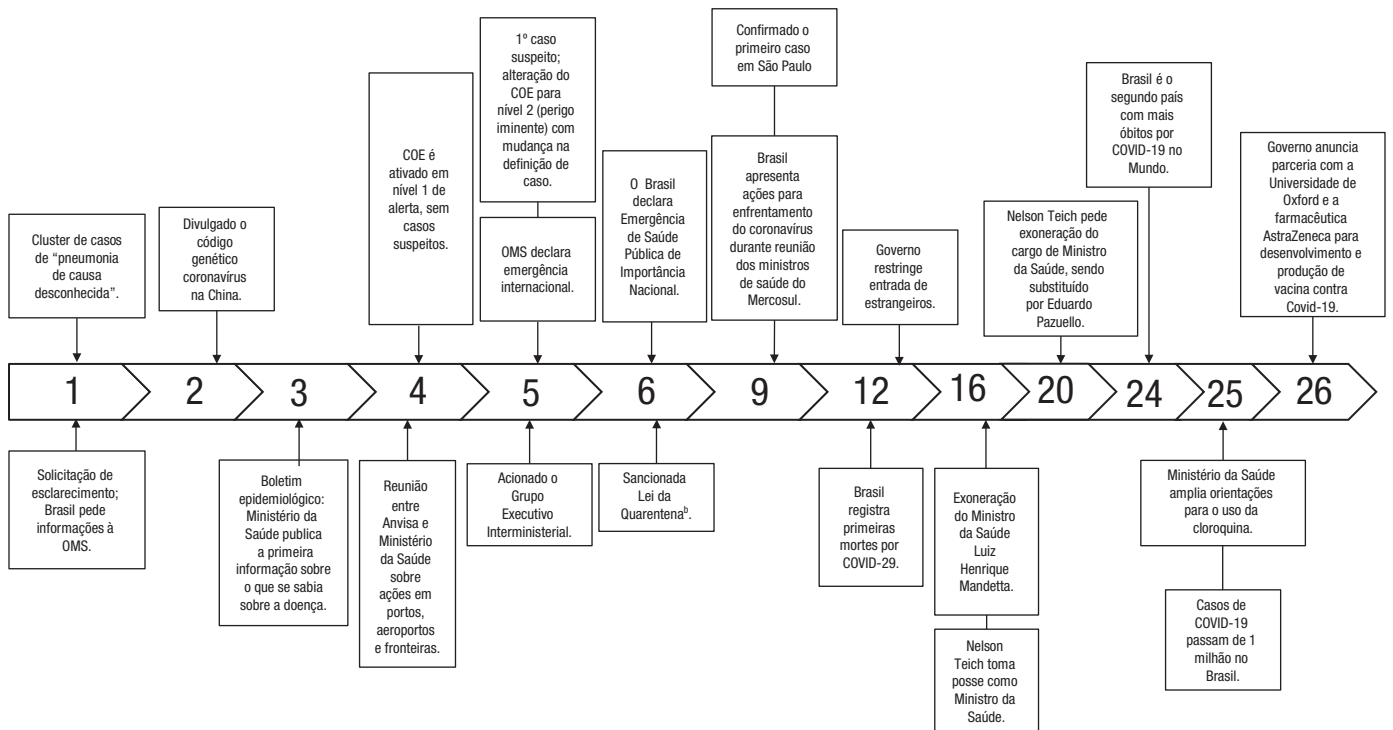 Cluster de casos
de “pneumonia
de causa
desconhecida”.
Divulgado o
código
genético
coronavírus
na China.
COE é
ativado em
nível 1 de
alerta, sem
casos
suspeitos.
1º caso
suspeito;
alteração do
COE para
nível 2 (perigo
iminente) com
mudança na
definição de
caso.
OMS declara
emergência
internacional.
O Brasil
declara
Emergência
de Saúde
Pública de
Importância
Nacional.
Confirmado o
primeiro caso
em São Paulo
Brasil
apresenta
ações para
enfrentamento
do coronavírus
durante reunião
dos ministros
de saúde do
Mercosul.
Governo
restringe
entrada de
estrangeiros.
Nelson Teich pede
exoneração do
cargo de Ministro
da Saúde, sendo
substituído
por Eduardo
Pazuello.
Brasil é o
segundo país
com mais
óbitos por
COVID-19 no
Mundo.
Governo anuncia
parceria com a
Universidade de
Oxford e a
farmacêutica
AstraZeneca para
desenvolvimento e
produção de
vacina contra
Covid-19.
1 2 3 4 5 6 9 12 16 20 24 25 26
Solicitação de
esclarecimento;
Brasil pede
informações à
OMS.
Boletim
epidemiológico:
Ministério da
Saúde publica
a primeira
informação sobre
o que se sabia
sobre a doença.
Reunião
entre
Anvisa e
Ministério
da Saúde
sobre
ações em
portos,
aeroportos
e fronteiras.
Acionado o
Grupo
Executivo
Interministerial.
Sancionada
Lei da
Quarentenaᵇ.
Brasil
registra
primeiras
mortes por
COVID-29.
Exoneração
do Ministro
da Saúde
Luiz
Henrique
Mandetta.
Nelson
Teich toma
posse como
Ministro da
Saúde.
Ministério da Saúde
amplia orientações
para o uso da
cloroquina.
Casos de
COVID-19
passam de 1
milhão no
Brasil.